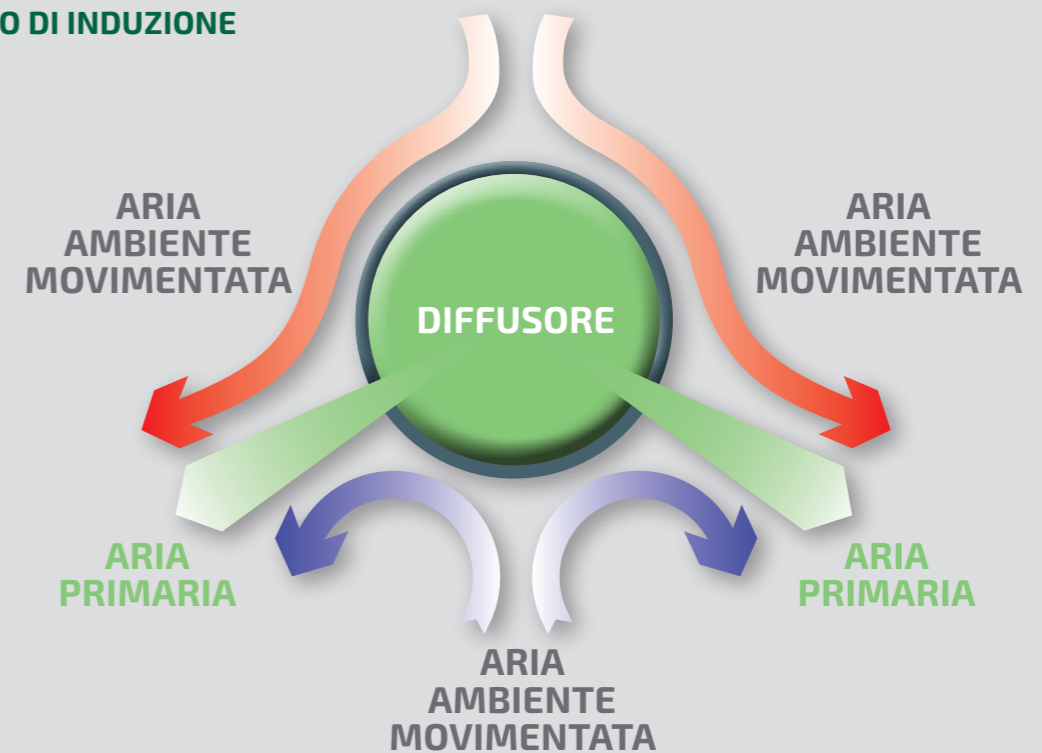 O DI INDUZIONE
ARIA
AMBIENTE
MOVIMENTATA
ARIA
AMBIENTE
MOVIMENTATA
DIFFUSORE
ARIA
PRIMARIA
ARIA
PRIMARIA
ARIA
AMBIENTE
MOVIMENTATA